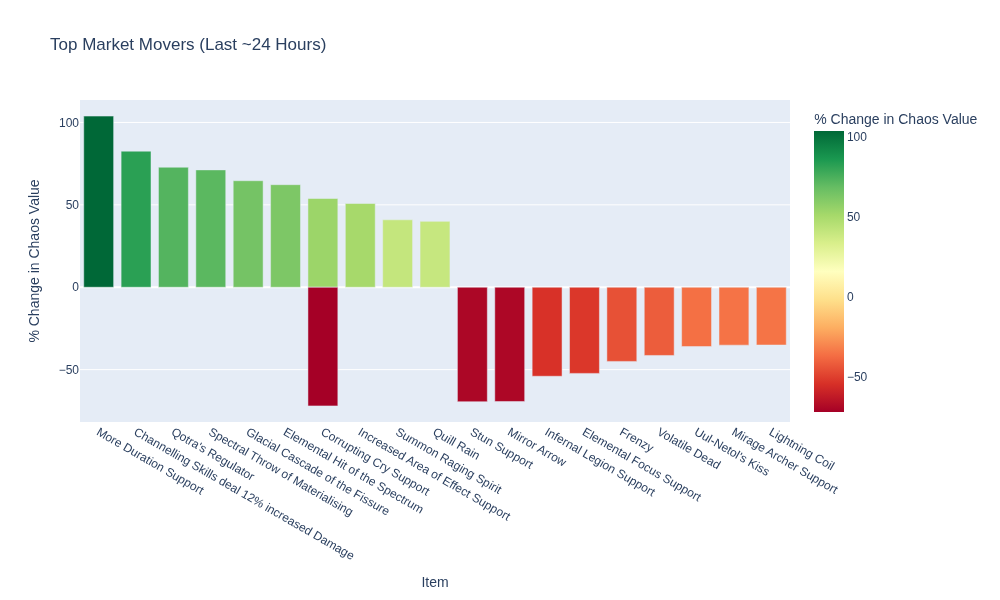 Top Market Movers (Last ~24 Hours)
% Change in Chaos Value
100
50
0
−50
% Change in Chaos Value
100
50
0
−50
More Duration Support
Channelling Skills deal 12% increased Damage
Qotra's Regulator
Spectral Throw of Materialising
Glacial Cascade of the Fissure
Elemental Hit of the Spectrum
Corrupting Cry Support
Increased Area of Effect Support
Summon Raging Spirit
Quill Rain
Stun Support
Mirror Arrow
Infernal Legion Support
Elemental Focus Support
Frenzy
Volatile Dead
Uul-Netol's Kiss
Mirage Archer Support
Lightning Coil
Item